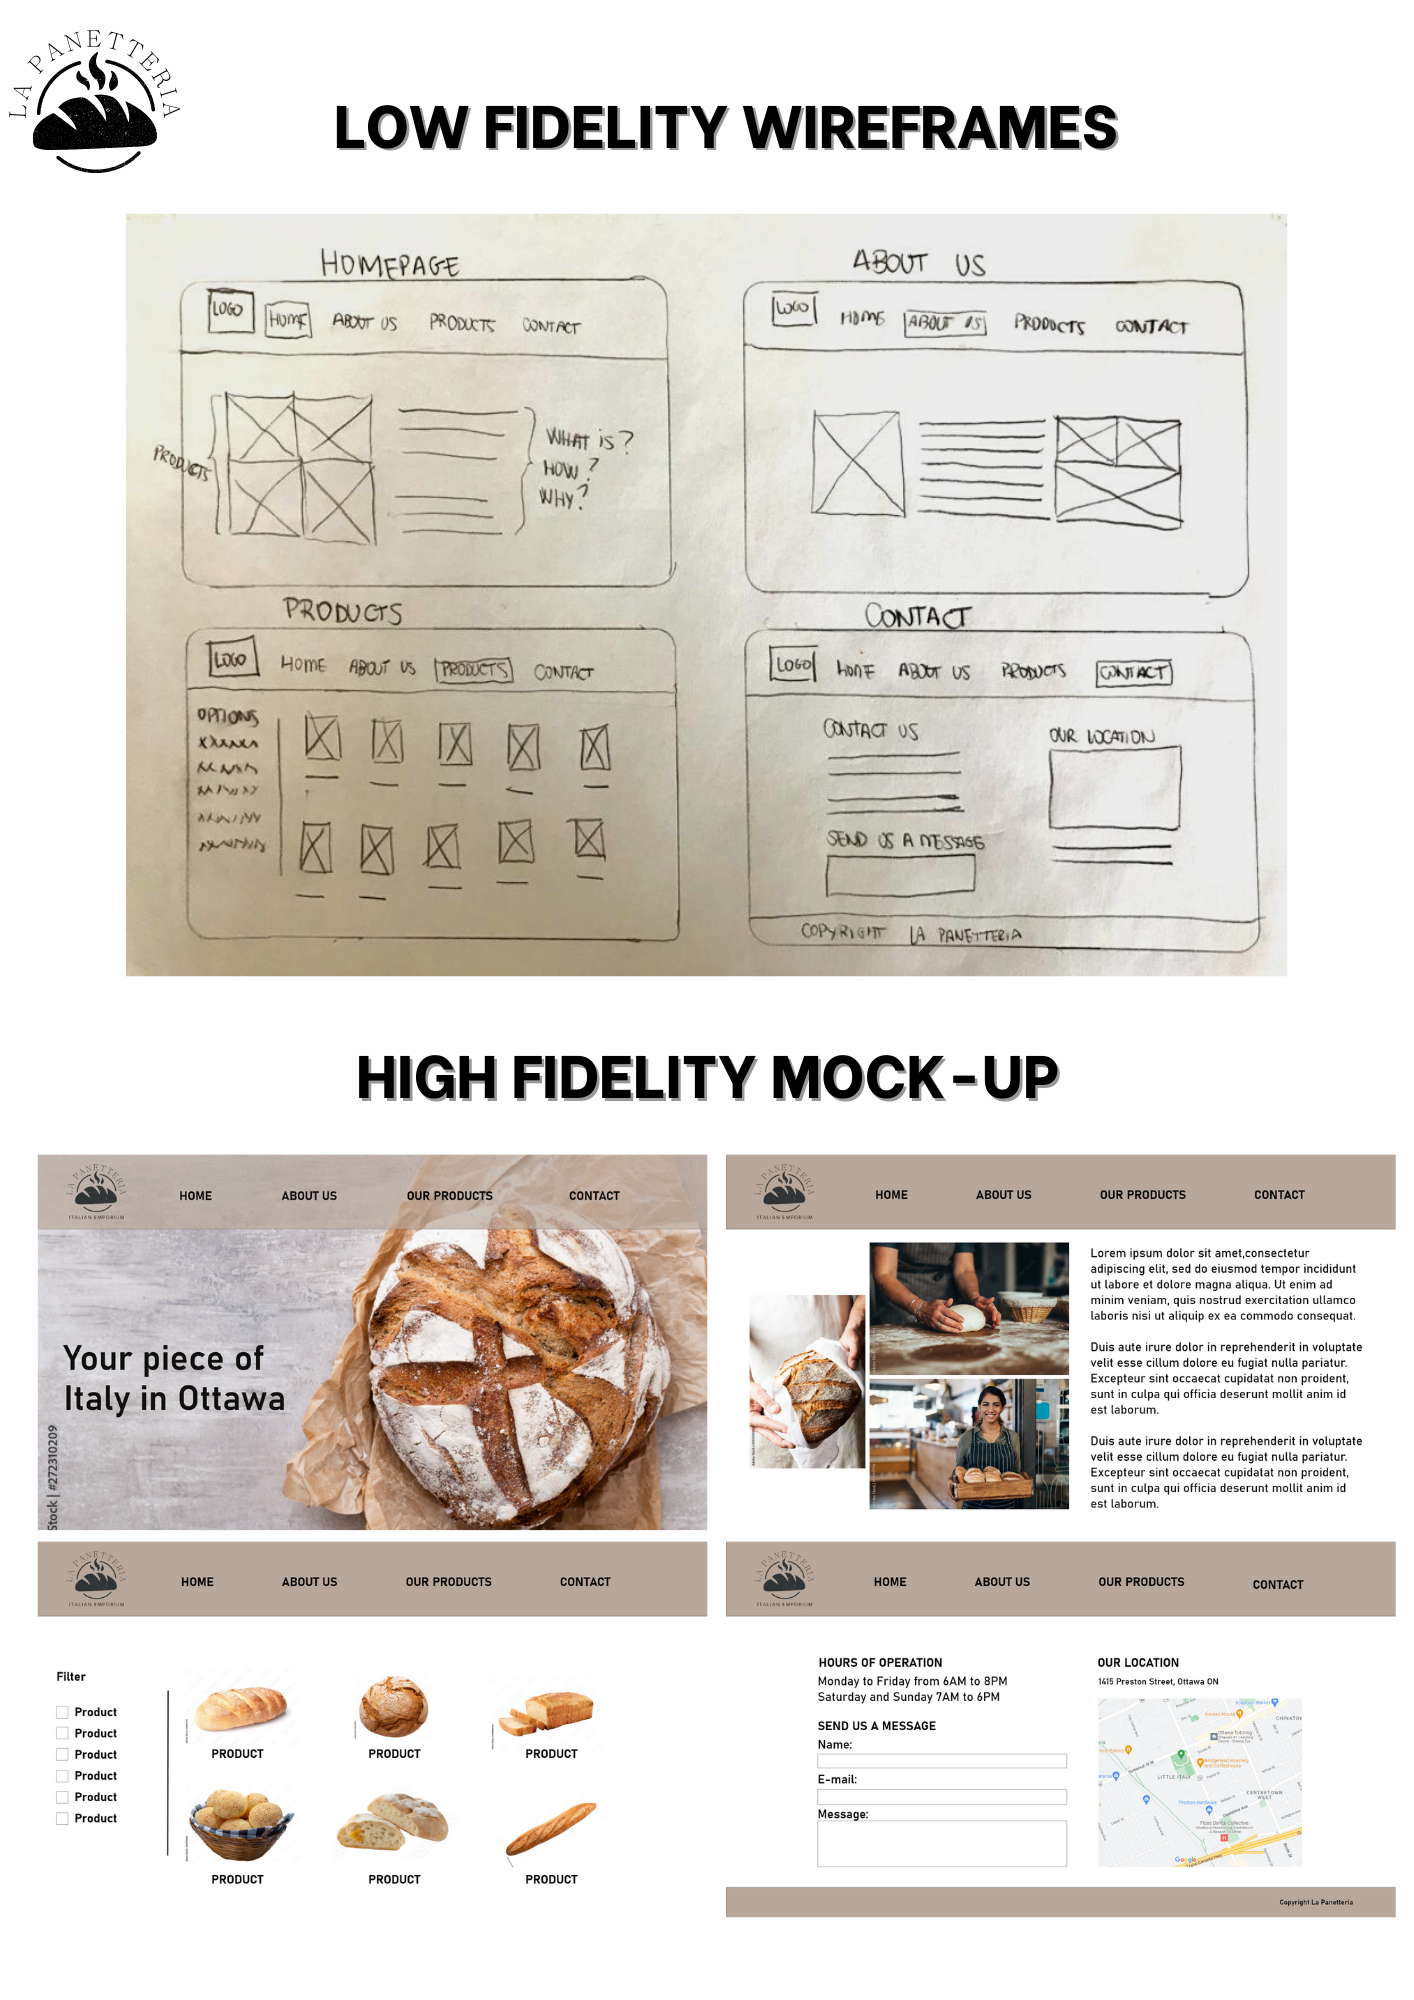 LA PANETTERIA
LOW FIDELITY WIREFRAMES
HOMEPAGE
LOGO HOME ABOUT US PRODUCTS CONTACT
PRODUCTS
WHAT IS?
HOW?
WHY?
ABOUT US
LOGO HOME ABOUT US PRODUCTS CONTACT
PRODUCTS
LOGO HOME ABOUT US PRODUCTS CONTACT
OPTIONS
CONTACT
LOGO HOME ABOUT US PRODUCTS CONTACT
CONTACT US
OUR LOCATION
SEND US A MESSAGE
COPYRIGHT LA PANETTERIA
HIGH FIDELITY MOCK-UP
LA PANETTERIA
ITALIAN EMPORIUM
HOME ABOUT US OUR PRODUCTS CONTACT
Your piece of
Italy in Ottawa
Stock | #272310209
LA PANETTERIA
ITALIAN EMPORIUM
HOME ABOUT US OUR PRODUCTS CONTACT
Lorem ipsum dolor sit amet,consectetur
adipiscing elit, sed do eiusmod tempor incididunt
ut labore et dolore magna aliqua. Ut enim ad
minim veniam, quis nostrud exercitation ullamco
laboris nisi ut aliquip ex ea commodo consequat.
Duis aute irure dolor in reprehenderit in voluptate
velit esse cillum dolore eu fugiat nulla pariatur.
Excepteur sint occaecat cupidatat non proident,
sunt in culpa qui officia deserunt mollit anim id
est laborum.
Duis aute irure dolor in reprehenderit in voluptate
velit esse cillum dolore eu fugiat nulla pariatur.
Excepteur sint occaecat cupidatat non proident,
sunt in culpa qui officia deserunt mollit anim id
est laborum.
LA PANETTERIA
ITALIAN EMPORIUM
HOME ABOUT US OUR PRODUCTS CONTACT
Filter
Product
Product
Product
Product
Product
Product
PRODUCT PRODUCT PRODUCT
PRODUCT PRODUCT PRODUCT
LA PANETTERIA
ITALIAN EMPORIUM
HOME ABOUT US OUR PRODUCTS CONTACT
HOURS OF OPERATION
Monday to Friday from 6AM to 8PM
Saturday and Sunday 7AM to 6PM
SEND US A MESSAGE
Name:
E-mail:
Message:
OUR LOCATION
1415 Preston Street, Ottawa ON
CHINATOW
Ottawa Tutoring
Bridgehead Roastery
and Coffeehouse
LITTLE ITALY
CENTRETOWN
WEST
Preston Hardware
Floss Dental Collective
Google
Copyright La Panetteria